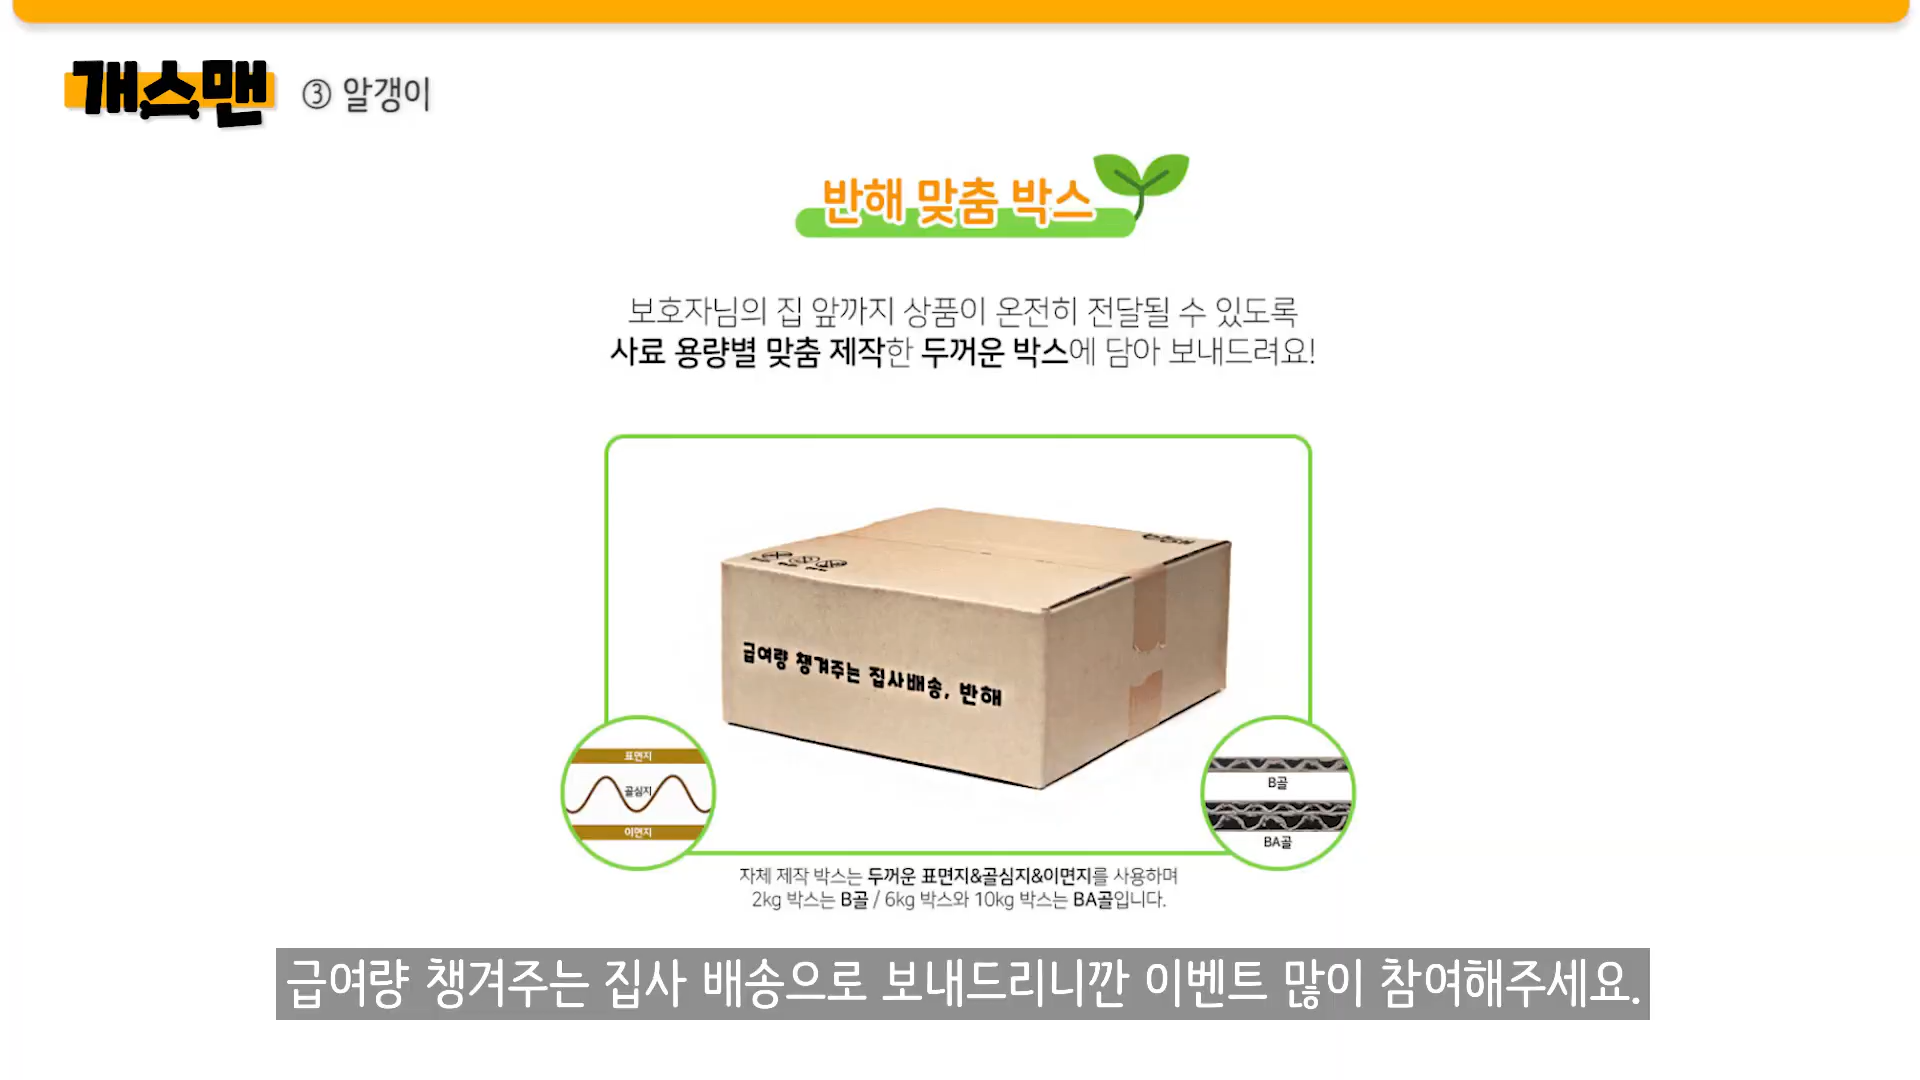 개스맨 ③ 알갱이
반해 맞춤 박스
보호자님의 집 앞까지 상품이 온전히 전달될 수 있도록
사료 용량별 맞춤 제작한 두꺼운 박스에 담아 보내드려요!
급여량 챙겨주는 집사배송, 반해
표면지
골심지
이면지
B골
BA골
자체 제작 박스는 두꺼운 표면지&골심지&이면지를 사용하며
2kg 박스는 B골 / 6kg 박스와 10kg 박스는 BA골입니다.
급여량 챙겨주는 집사 배송으로 보내드리니깐 이벤트 많이 참여해주세요.